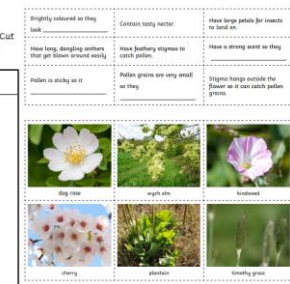 Cut
Brightly coloured so they
look
Contain tasty nectar.
Have large petals for insects
to land on.
Have long, dangling anthers
that get blown around easily.
Have feathery stigmas to
catch pollen.
Have a strong scent so they
Pollen is sticky so it
Pollen grains are very small
so they
Stigma hangs outside the
flower so it can catch pollen
grains.
dog rose
wych elm
bindweed
cherry
plantain
timothy grass